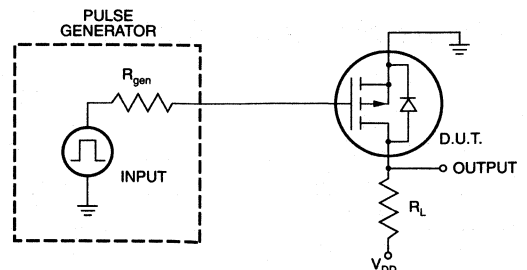 PULSE
GENERATOR
Rgen
INPUT
D.U.T.
OUTPUT
RL
VDD